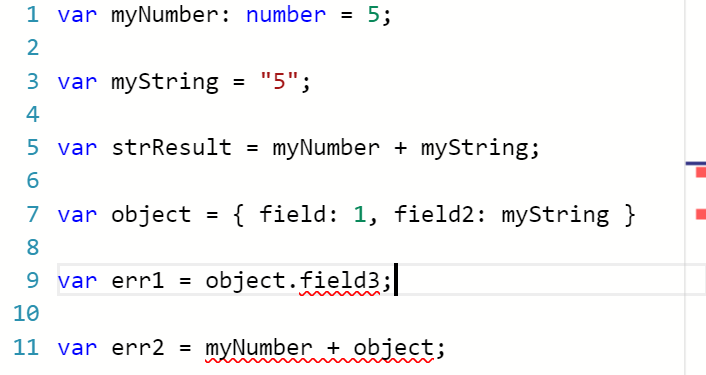 1 var myNumber: number = 5;
2
3 var myString = "5";
4
5 var strResult = myNumber + myString;
6
7 var object = { field: 1, field2: myString }
8
9 var err1 = object.field3;
10
11 var err2 = myNumber + object;